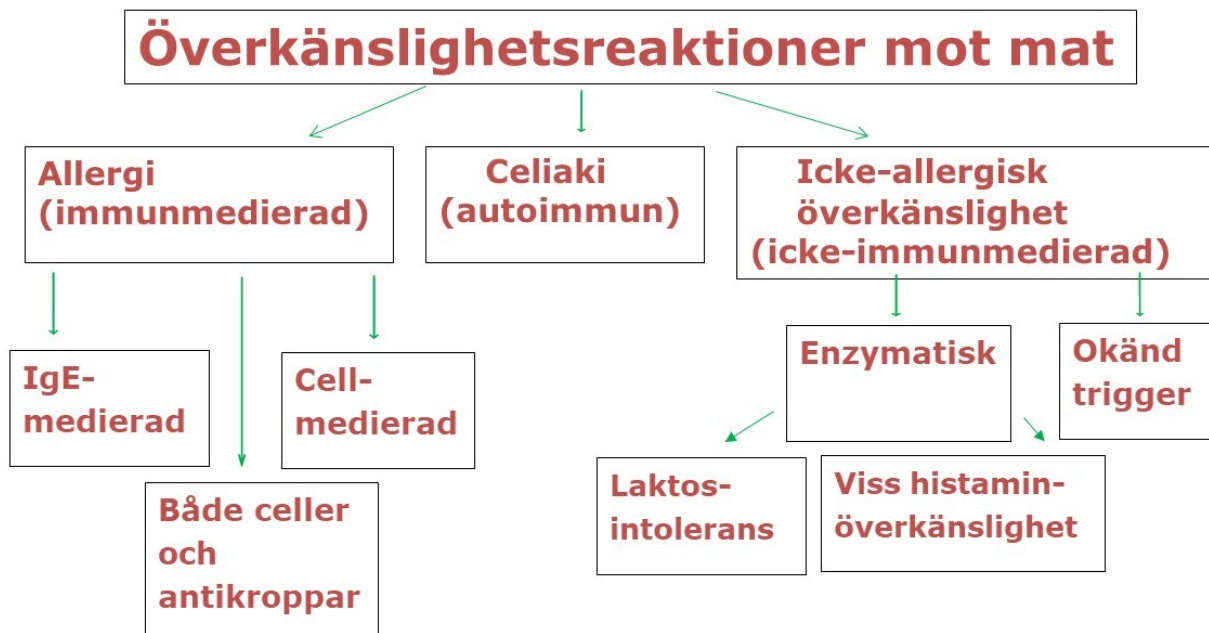 Överkänslighetsreaktioner mot mat
Allergi
(immunmedierad)
Celiaki
(autoimmun)
Icke-allergisk
överkänslighet
(icke-immunmedierad)
IgE-
medierad
Cell-
medierad
Både celler
och
antikroppar
Enzymatisk
Okänd
trigger
Laktos-
intolerans
Viss histamin-
överkänslighet